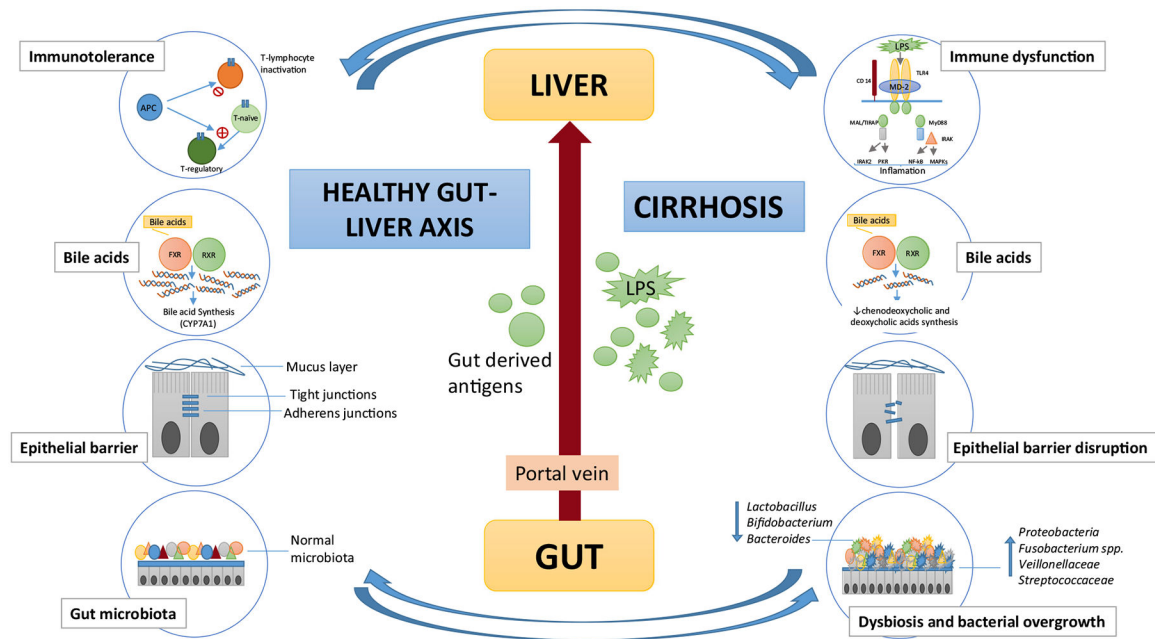 Immunotolerance
T-lymphocyte
inactivation
APC
T-naïve
T-regulatory
LIVER
LPS
CD 14
TLR4
MD-2
MAL/TIRAP
MyD88
IRAK
IRAK2
PKR
NF-kB
MAPKs
Inflamation
Immune dysfunction
HEALTHY GUT-
LIVER AXIS
CIRRHOSIS
Bile acids
Bile acids
FXR
RXR
Bile acid Synthesis
(CYP7A1)
LPS
Gut derived
antigens
Bile acids
FXR
RXR
Bile acids
↓chenodeoxycholic and
deoxycholic acids synthesis
Mucus layer
Tight junctions
Adherens junctions
Epithelial barrier
Epithelial barrier disruption
Portal vein
GUT
Normal
microbiota
Gut microbiota
Lactobacillus
Bifidobacterium
Bacteroides
Proteobacteria
Fusobacterium spp.
Veillonellaceae
Streptococcaceae
Dysbiosis and bacterial overgrowth